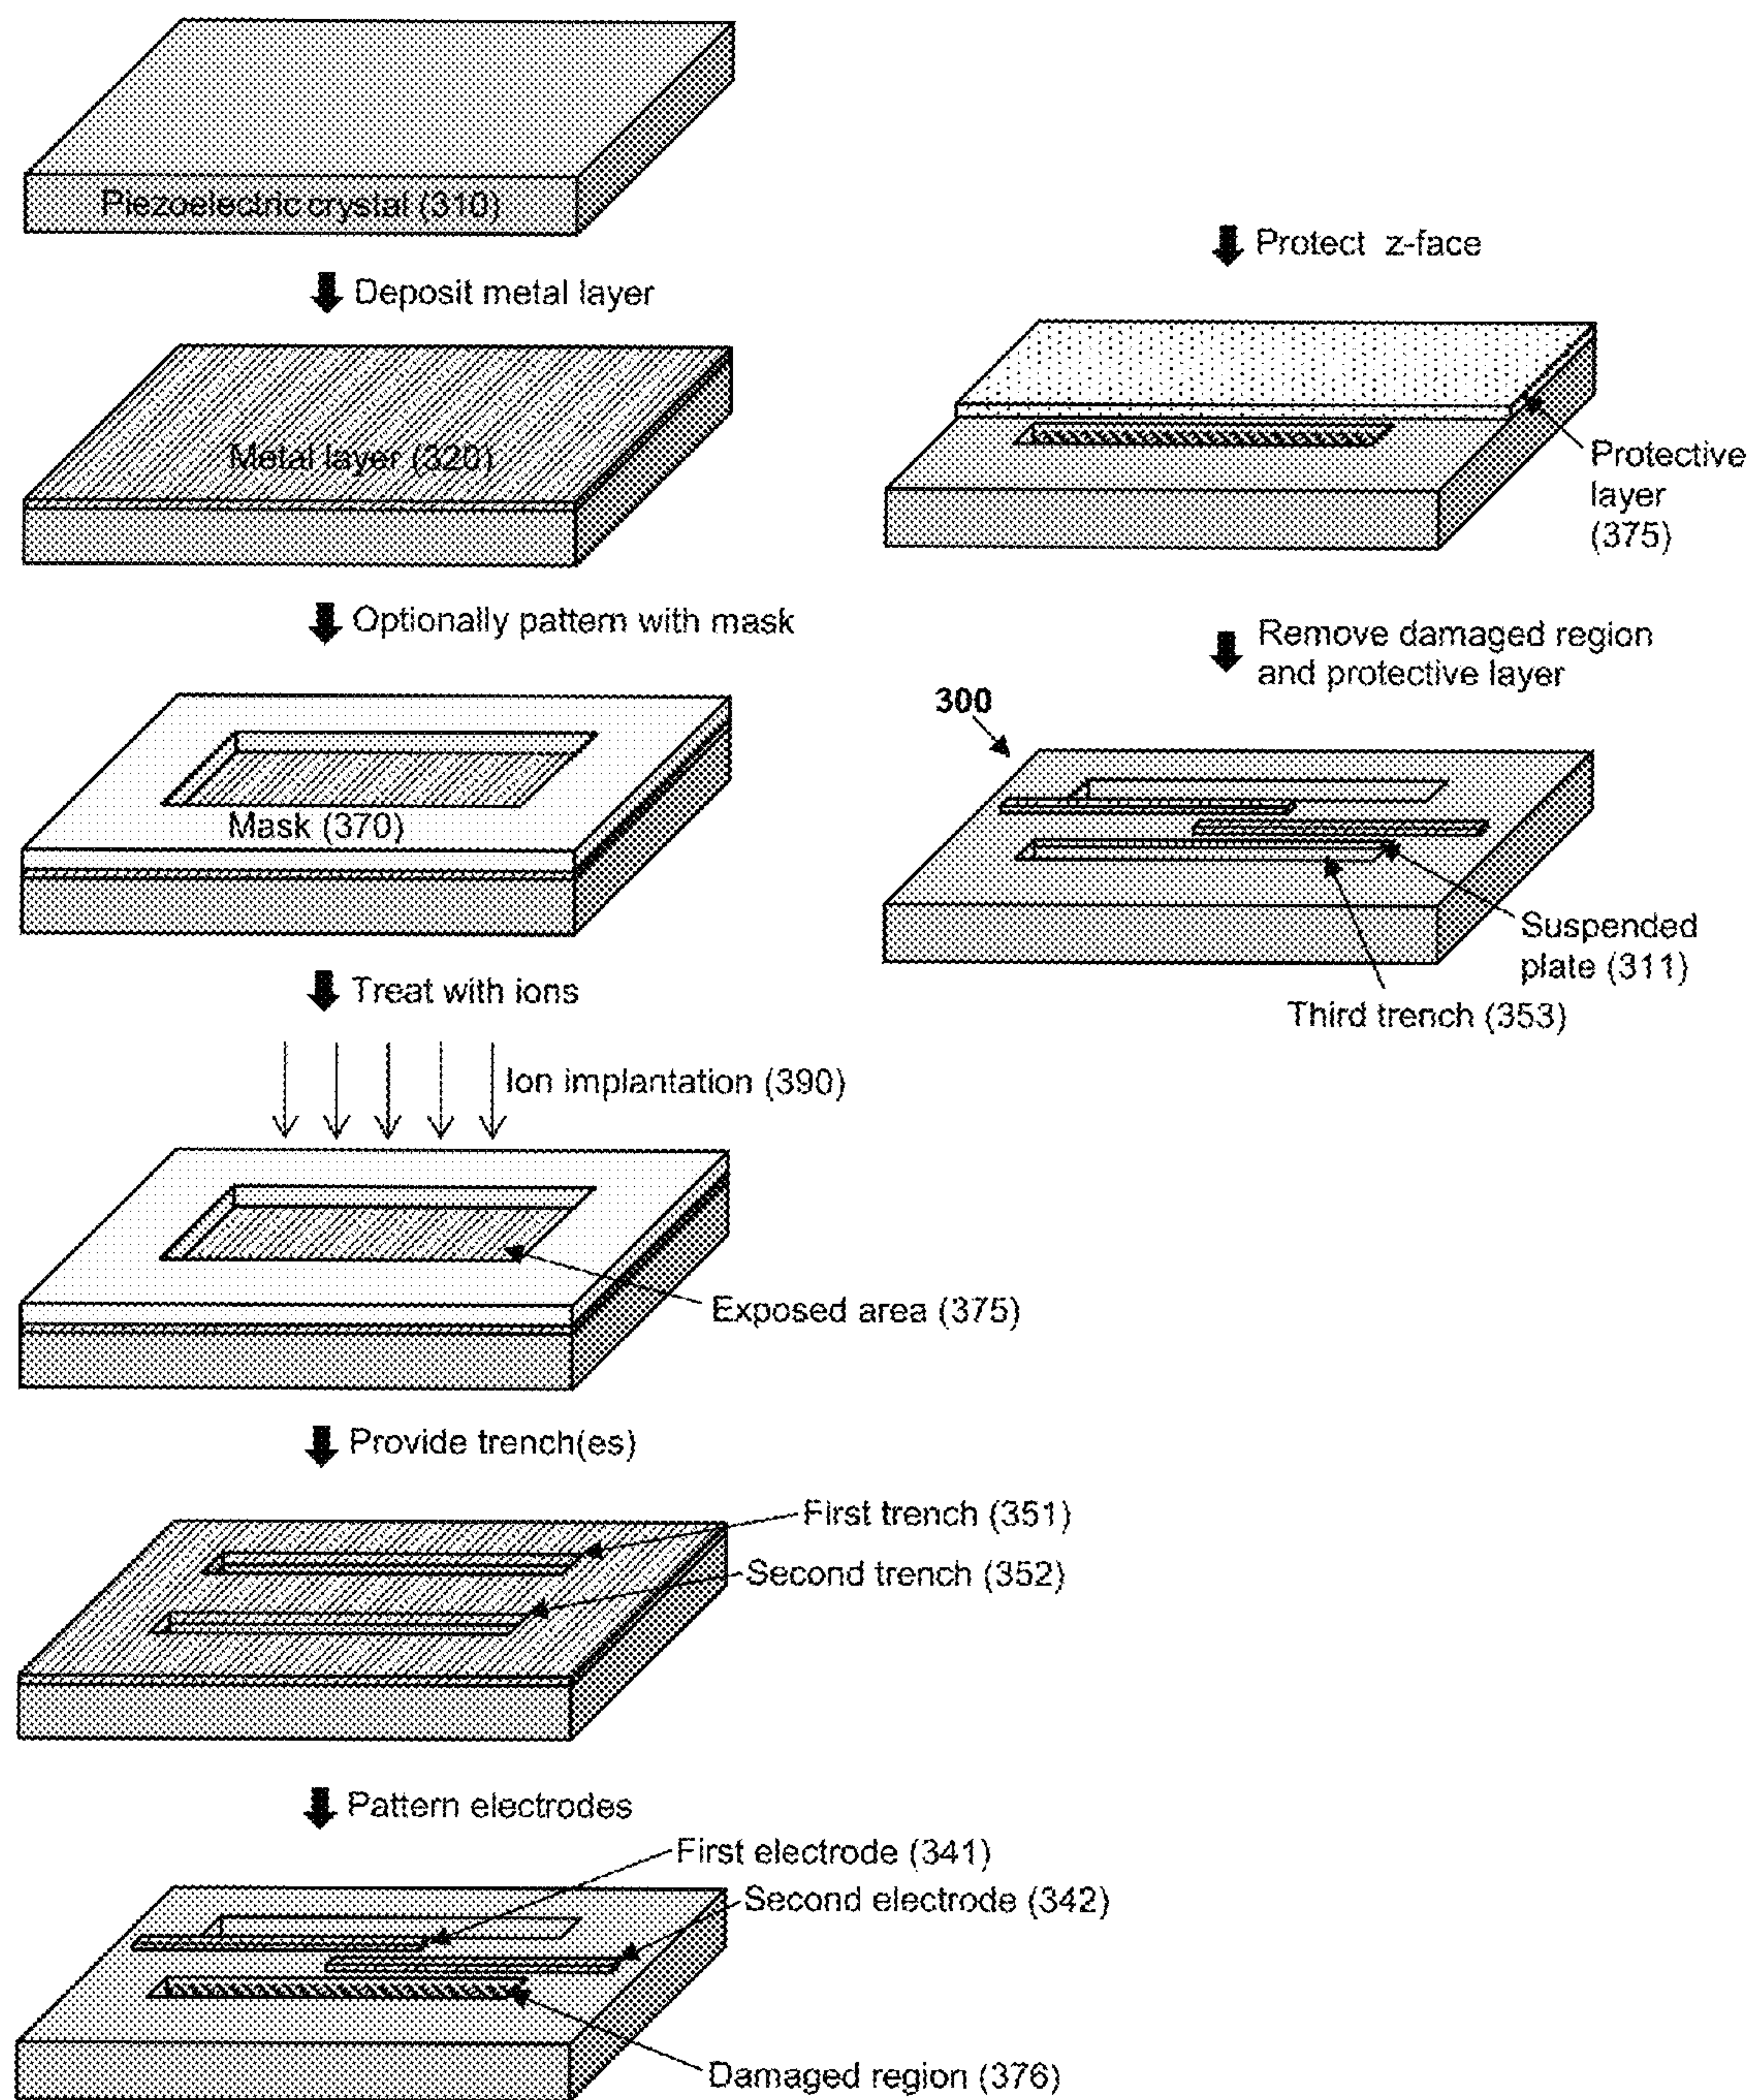 Piezoelectric crystal (310)
Deposit metal layer
Metal layer (320)
Optionally pattern with mask
Mask (370)
Treat with ions
Ion implantation (390)
Exposed area (375)
Provide trench(es)
First trench (351)
Second trench (352)
Pattern electrodes
First electrode (341)
Second electrode (342)
Damaged region (376)
Protect z-face
Protective
layer
(375)
Remove damaged region
and protective layer
300
Suspended
plate (311)
Third trench (353)